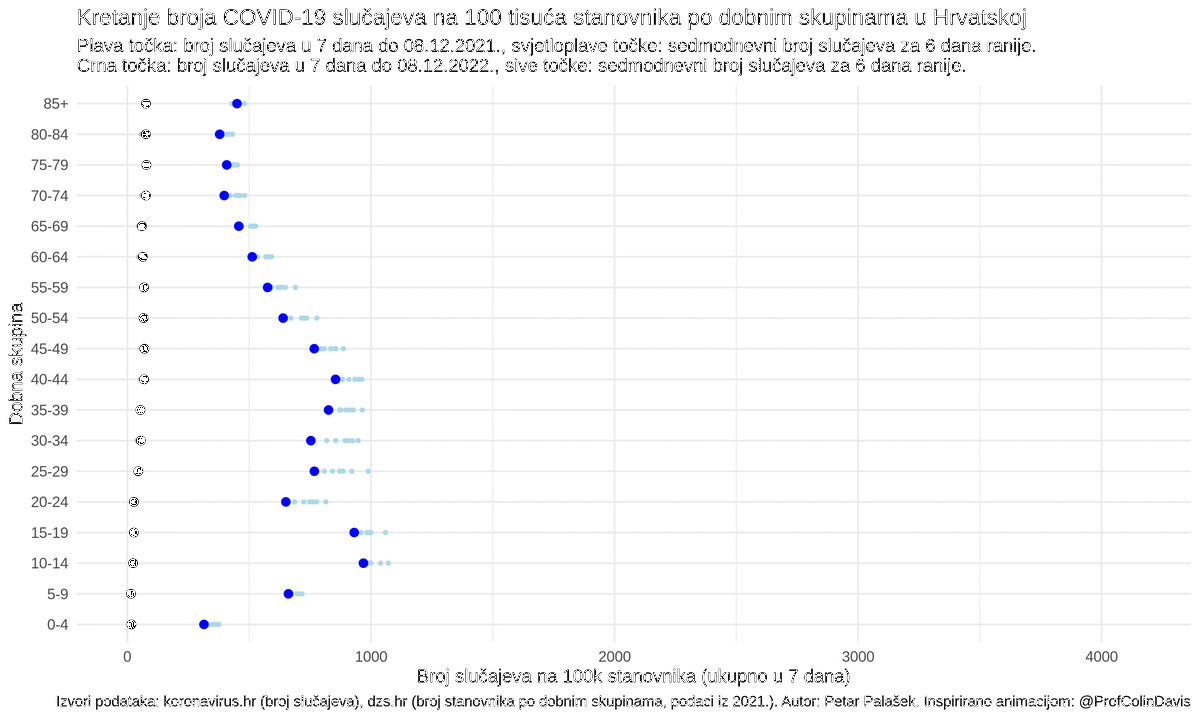 Kretanje broja COVID-19 slučajeva na 100 tisuća stanovnika po dobnim skupinama u Hrvatskoj
Plava točka: broj slučajeva u 7 dana do 08.12.2021., svjetloplave točke: sedmodnevni broj slučajeva za 6 dana ranije.
Crna točka: broj slučajeva u 7 dana do 08.12.2022., sive točke: sedmodnevni broj slučajeva za 6 dana ranije.
Dobna skupina
85+
80-84
75-79
70-74
65-69
60-64
55-59
50-54
45-49
40-44
35-39
30-34
25-29
20-24
15-19
10-14
5-9
0-4
0 1000 2000 3000 4000
Broj slučajeva na 100k stanovnika (ukupno u 7 dana)
Izvori podataka: koronavirus.hr (broj slučajeva), dzs.hr (broj stanovnika po dobnim skupinama, podaci iz 2021.). Autor: Petar Palašek. Inspirirano animacijom: @ProfColinDavis